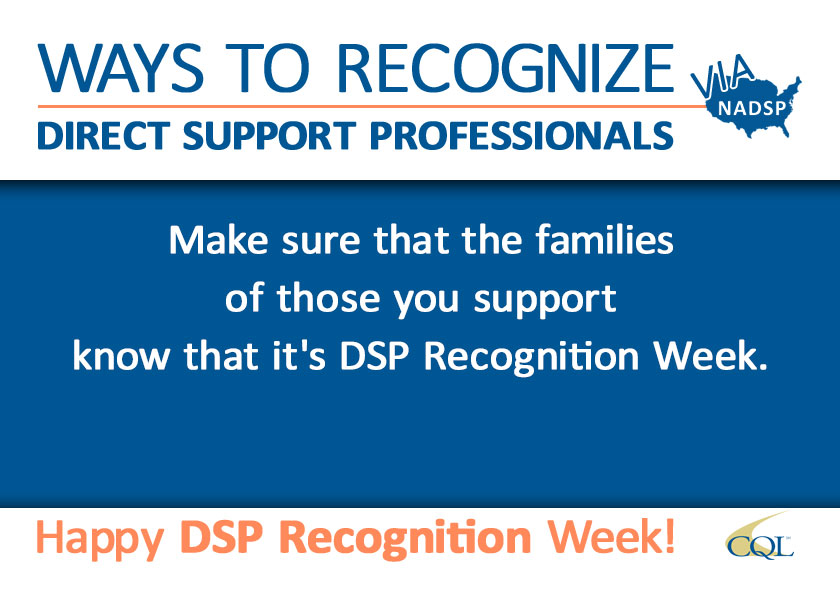 WAYS TO RECOGNIZE
VIA
NADSP
DIRECT SUPPORT PROFESSIONALS
Make sure that the families
of those you support
know that it's DSP Recognition Week.
Happy DSP Recognition Week!
CQL